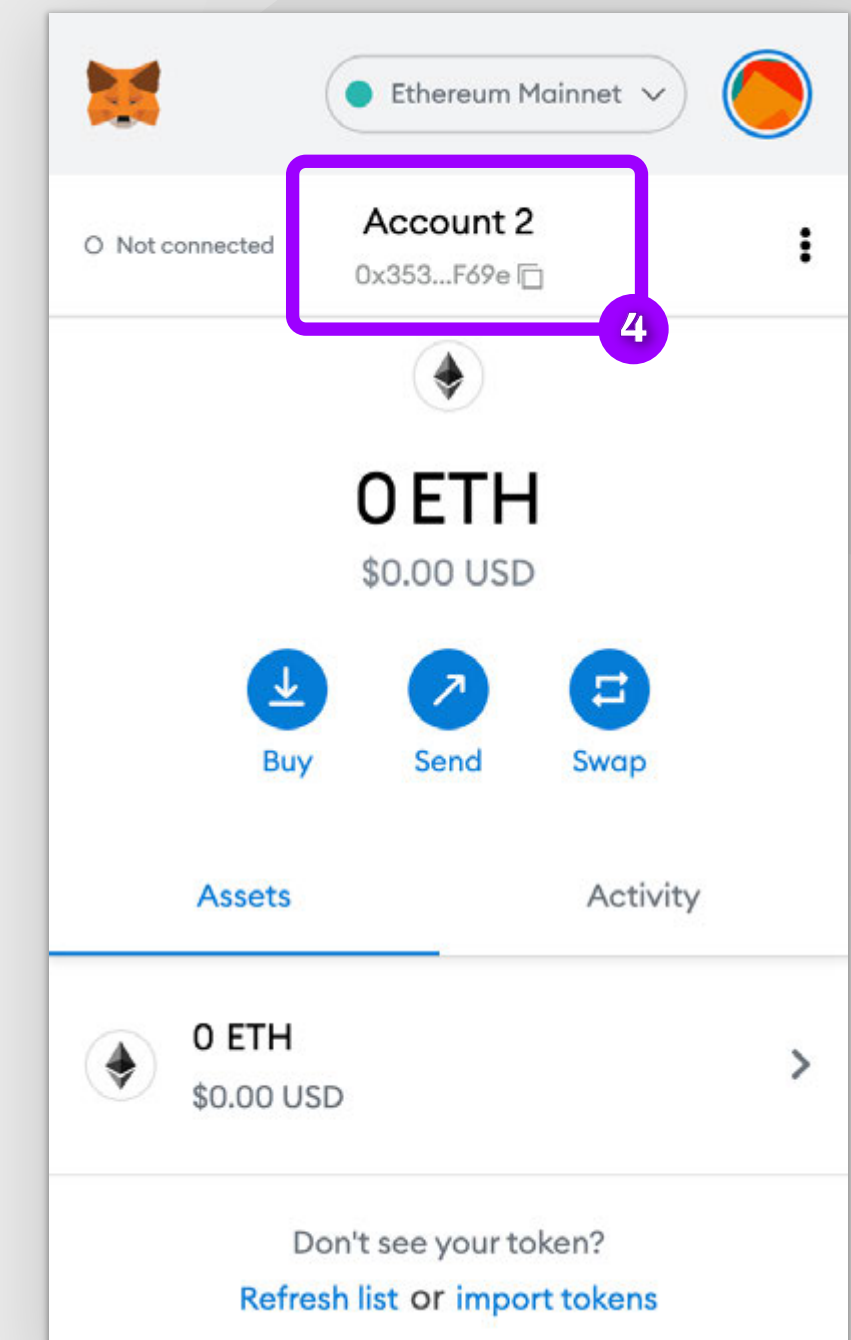 Ethereum Mainnet
Not connected
Account 2
0x353...F69e
4
0 ETH
$0.00 USD
Buy
Send
Swap
Assets
Activity
0 ETH
$0.00 USD
Don't see your token?
Refresh list or import tokens